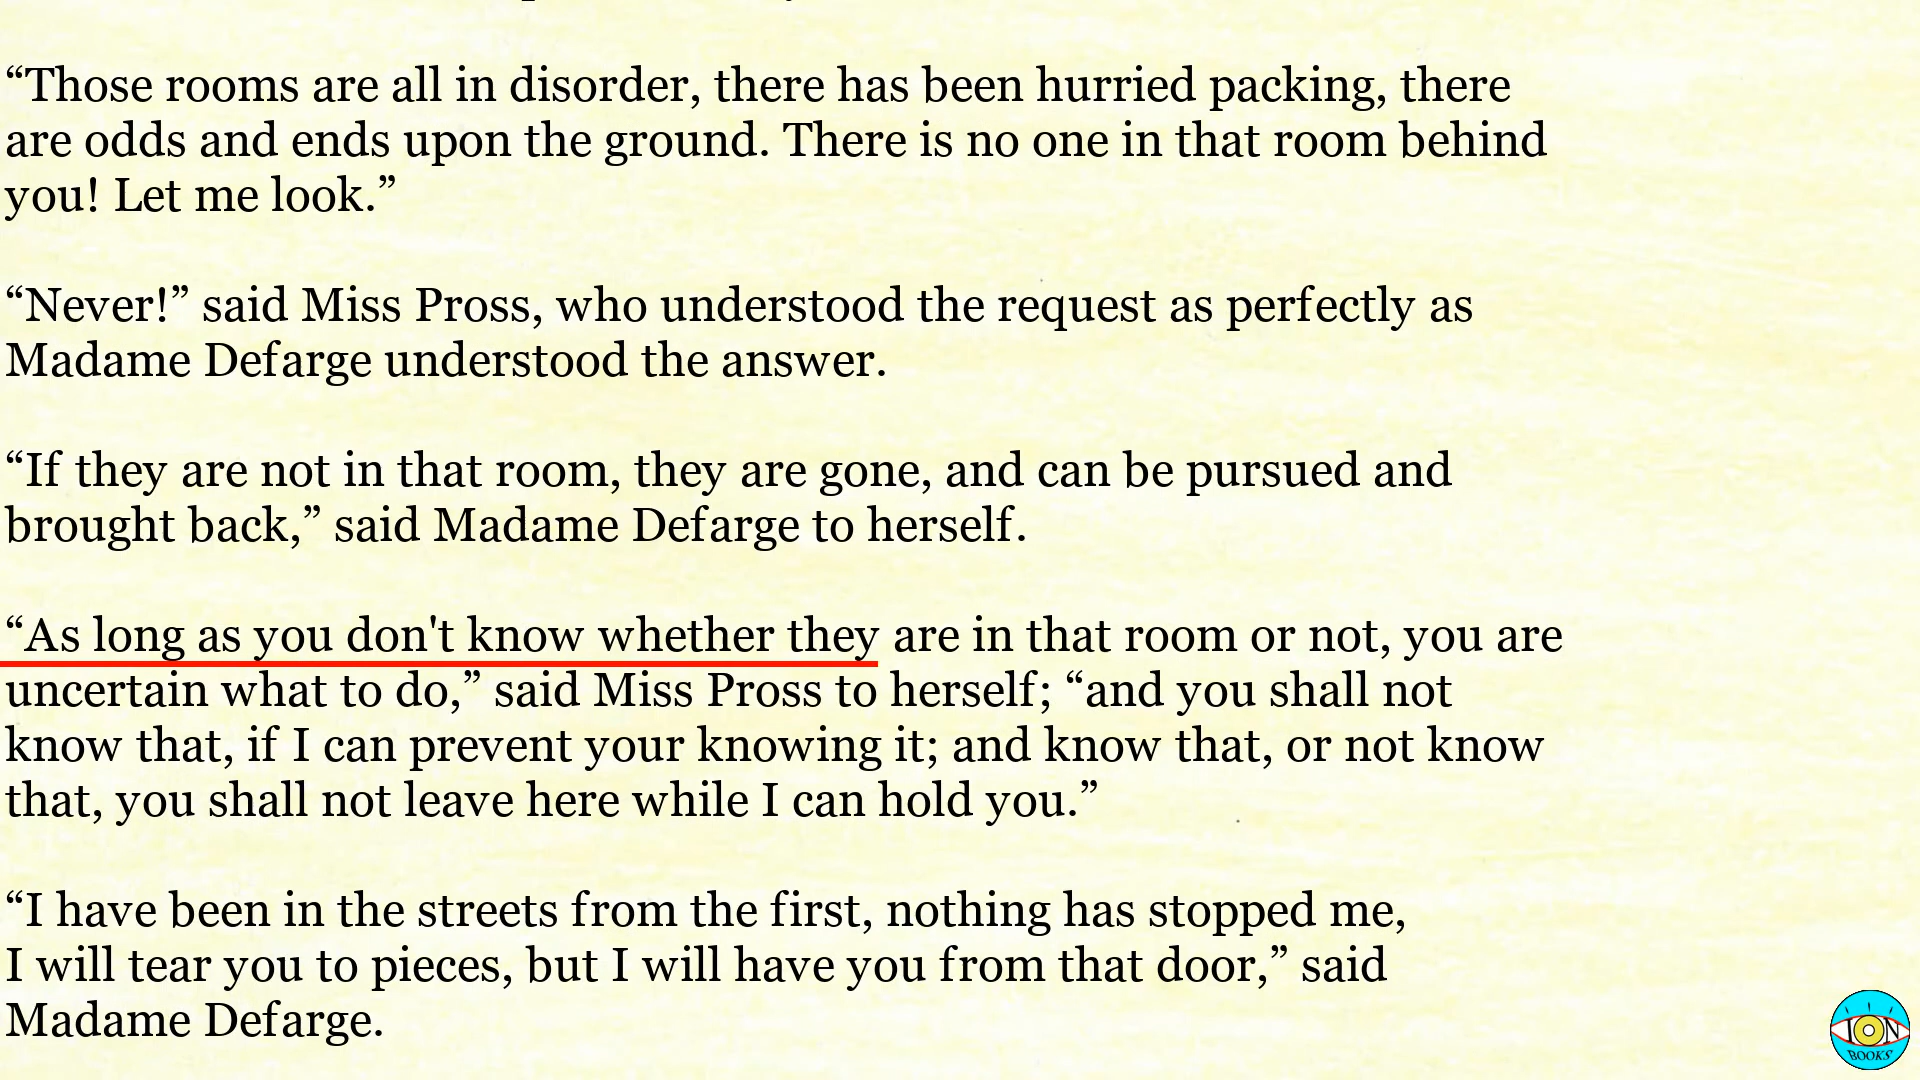 “Those rooms are all in disorder, there has been hurried packing, there
are odds and ends upon the ground. There is no one in that room behind
you! Let me look.”
“Never!” said Miss Pross, who understood the request as perfectly as
Madame Defarge understood the answer.
“If they are not in that room, they are gone, and can be pursued and
brought back,” said Madame Defarge to herself.
“As long as you don't know whether they are in that room or not, you are
uncertain what to do,” said Miss Pross to herself; “and you shall not
know that, if I can prevent your knowing it; and know that, or not know
that, you shall not leave here while I can hold you.”
“I have been in the streets from the first, nothing has stopped me,
I will tear you to pieces, but I will have you from that door,” said
Madame Defarge.
ION
BOOKS